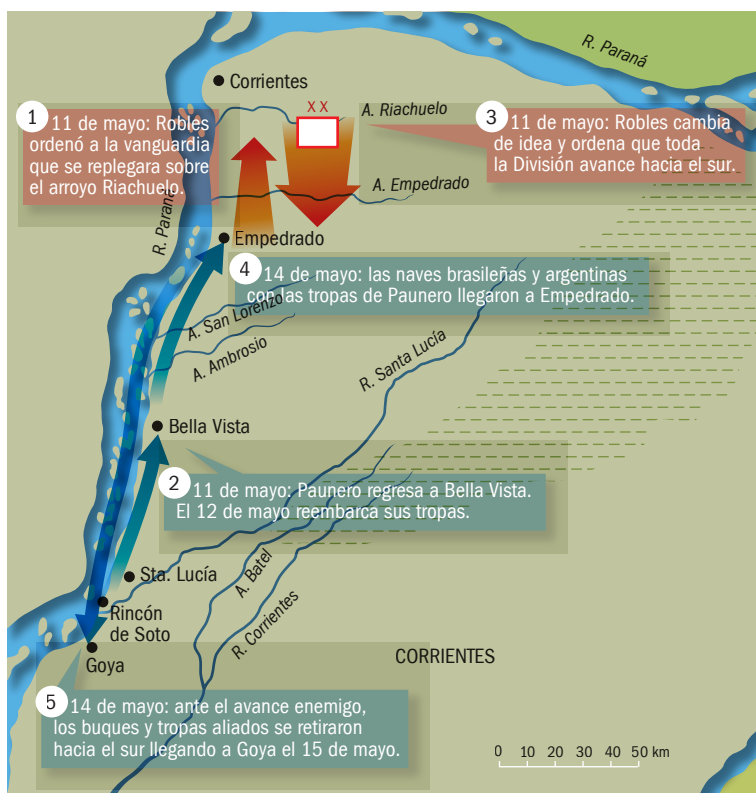 R. Paraná
Corrientes
X X
A. Riachuelo
1
11 de mayo: Robles
ordenó a la vanguardia
que se replegara sobre
el arroyo Riachuelo.
3
11 de mayo: Robles cambia
de idea y ordena que toda
la División avance hacia el sur.
A. Empedrado
R. Paraná
Empedrado
4
14 de mayo: las naves brasileñas y argentinas
con las tropas de Paunero llegaron a Empedrado.
A. San Lorenzo
A. Ambrosio
R. Santa Lucía
Bella Vista
2
11 de mayo: Paunero regresa a Bella Vista.
El 12 de mayo reembarca sus tropas.
Sta. Lucía
A. Batel
Rincón
de Soto
R. Corrientes
Goya
CORRIENTES
5
14 de mayo: ante el avance enemigo,
los buques y tropas aliados se retiraron
hacia el sur llegando a Goya el 15 de mayo.
0 10 20 30 40 50 km